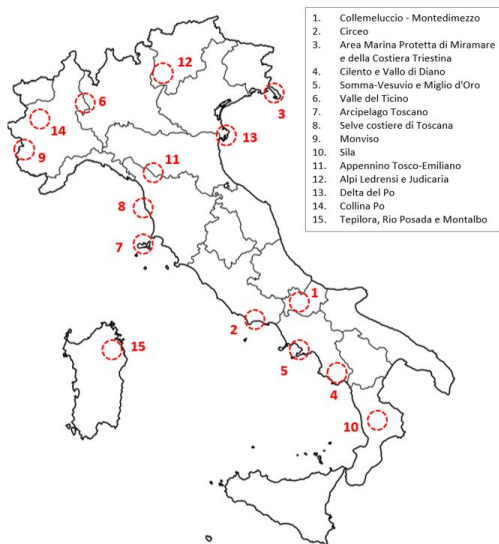 1. Collemeluccio - Montedimezzo
2. Circeo
3. Area Marina Protetta di Miramare
e della Costiera Triestina
4. Cilento e Vallo di Diano
5. Somma-Vesuvio e Miglio d'Oro
6. Valle del Ticino
7. Arcipelago Toscano
8. Selve costiere di Toscana
9. Monviso
10. Sila
11. Appennino Tosco-Emiliano
12. Alpi Ledrensi e Judicaria
13. Delta del Po
14. Collina Po
15. Tepilora, Rio Posada e Montalbo
12
6
3
14
13
9
11
8
7
1
2
15
5
4
10